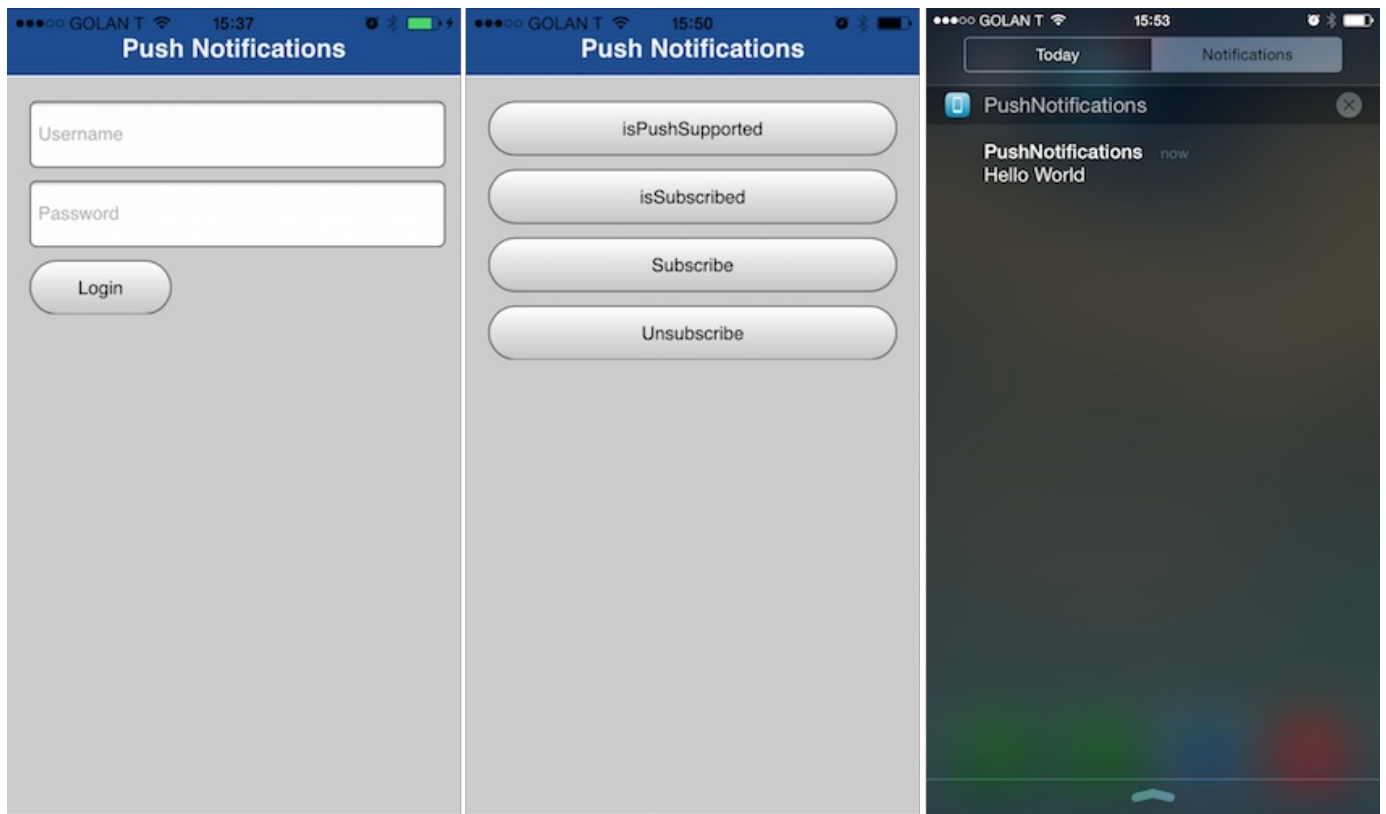 GOLAN T 15:37
Push Notifications
Username
Password
Login
GOLAN T 15:50
Push Notifications
isPushSupported
isSubscribed
Subscribe
Unsubscribe
GOLAN T 15:53
Today Notifications
PushNotifications
PushNotifications now
Hello World